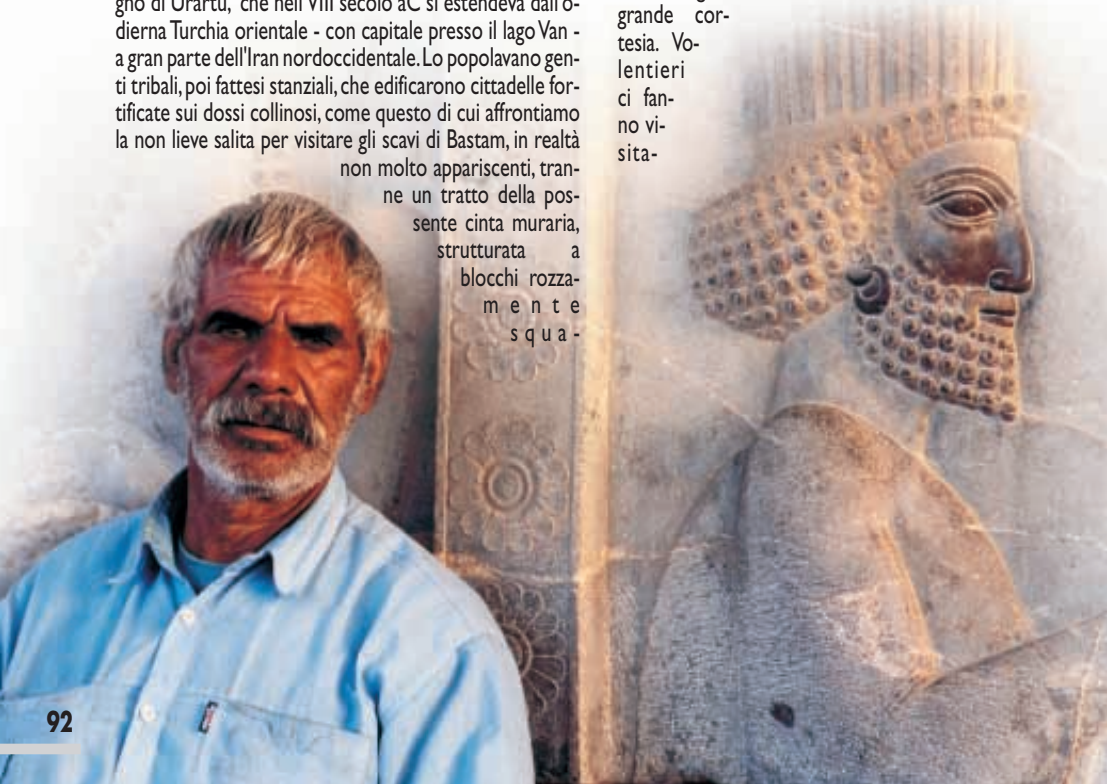 gno di Urartu, che nell'VIII secolo aC si estendeva dall'o-
dierna Turchia orientale - con capitale presso il lago Van -
a gran parte dell'Iran nordoccidentale. Lo popolavano gen-
ti tribali, poi fattesi stanziali, che edificarono cittadelle for-
tificate sui dossi collinosi, come questo di cui affrontiamo
la non lieve salita per visitare gli scavi di Bastam, in realtà
non molto appariscenti, tran-
ne un tratto della pos-
sente cinta muraria,
strutturata a
blocchi rozza-
mente
squa-
grande cor-
tesia. Vo-
lentieri
ci fan-
no vi-
sita-
92